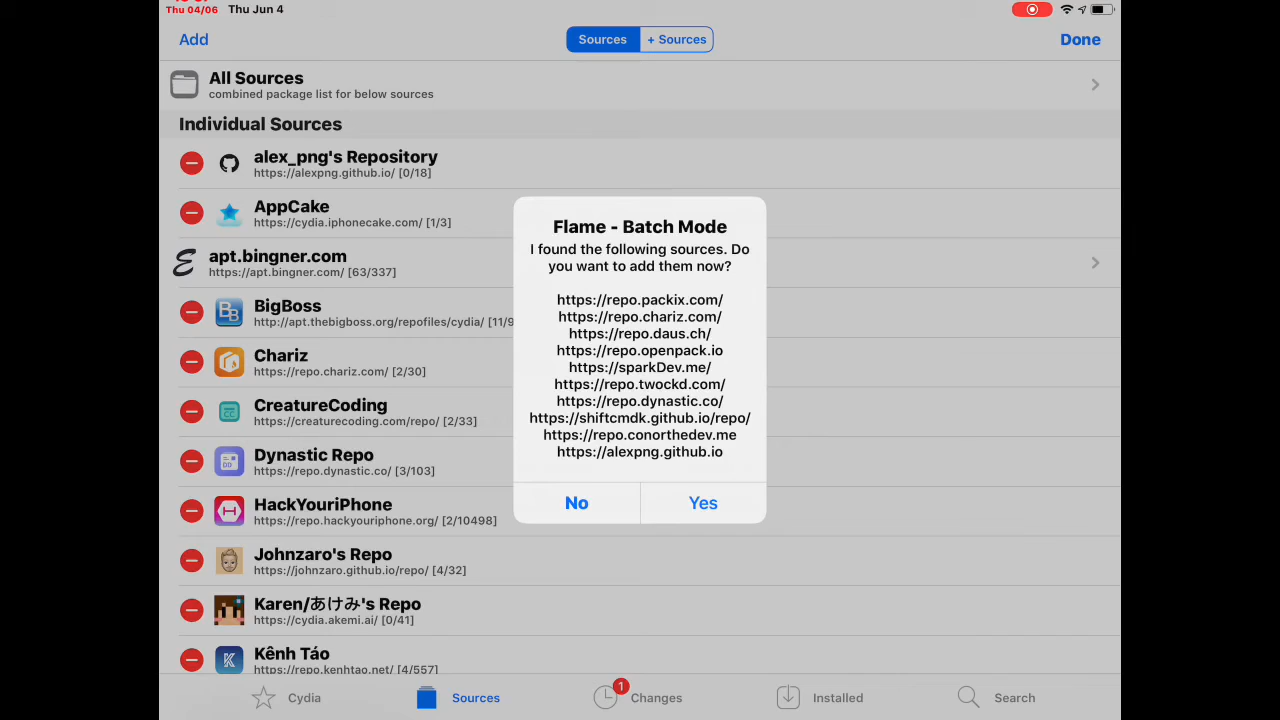 Thu 04/06
Thu Jun 4
Add
Sources
+ Sources
Done
All Sources
combined package list for below sources
Individual Sources
alex_png's Repository
https://alexpng.github.io/ [0/18]
AppCake
https://cydia.iphonecake.com/ [1/3]
apt.bingner.com
https://apt.bingner.com/ [63/337]
BigBoss
http://apt.thebigboss.org/repofiles/cydia/ [11/9
Chariz
https://repo.chariz.com/ [2/30]
CreatureCoding
https://creaturecoding.com/repo/ [2/33]
Dynastic Repo
https://repo.dynastic.co/ [3/103]
HackYouriPhone
https://repo.hackyouriphone.org/ [2/10498]
Johnzaro's Repo
https://johnzaro.github.io/repo/ [4/32]
Karen/あけみ's Repo
https://cydia.akemi.ai/ [0/41]
Kênh Táo
https://repo.kenhtao.net/ [4/557]
Flame - Batch Mode
I found the following sources. Do
you want to add them now?
https://repo.packix.com/
https://repo.chariz.com/
https://repo.daus.ch/
https://repo.openpack.io
https://sparkDev.me/
https://repo.twockd.com/
https://repo.dynastic.co/
https://shiftcmdk.github.io/repo/
https://repo.conorthedev.me
https://alexpng.github.io
No
Yes
Cydia
Sources
1
Changes
Installed
Search